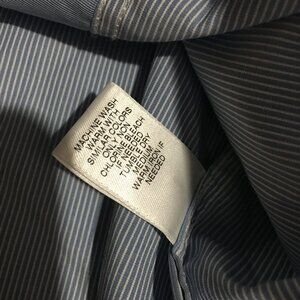 MACHINE WASH
WARM WITH
SIMILAR COLORS
ONLY NON
CHLORINE BLEACH
IF NEEDED
TUMBLE DRY
MEDIUM
WARM IRON IF
NEEDED